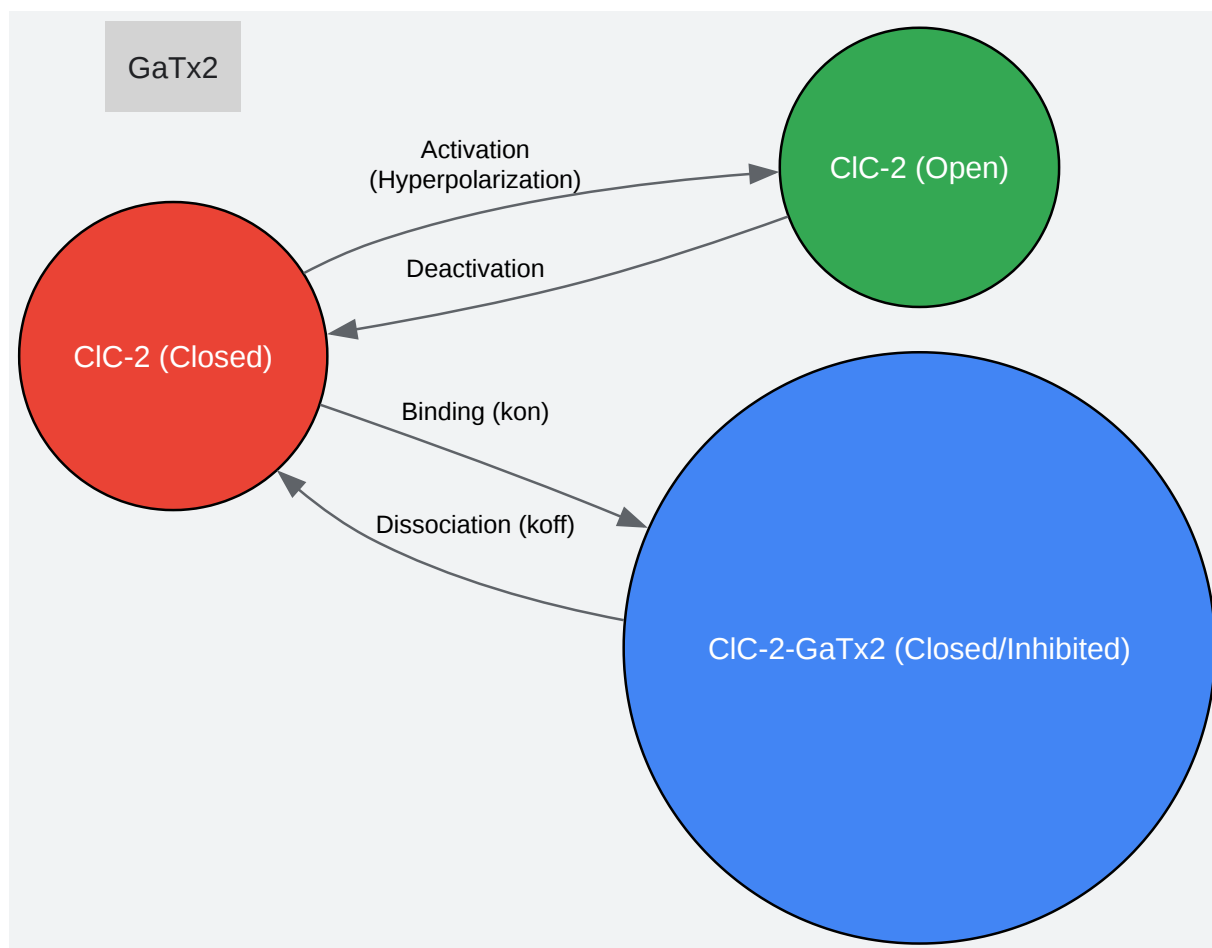 GaTx2
Activation
(Hyperpolarization)
ClC-2 (Open)
Deactivation
ClC-2 (Closed)
Binding (kon)
Dissociation (koff)
ClC-2-GaTx2 (Closed/Inhibited)